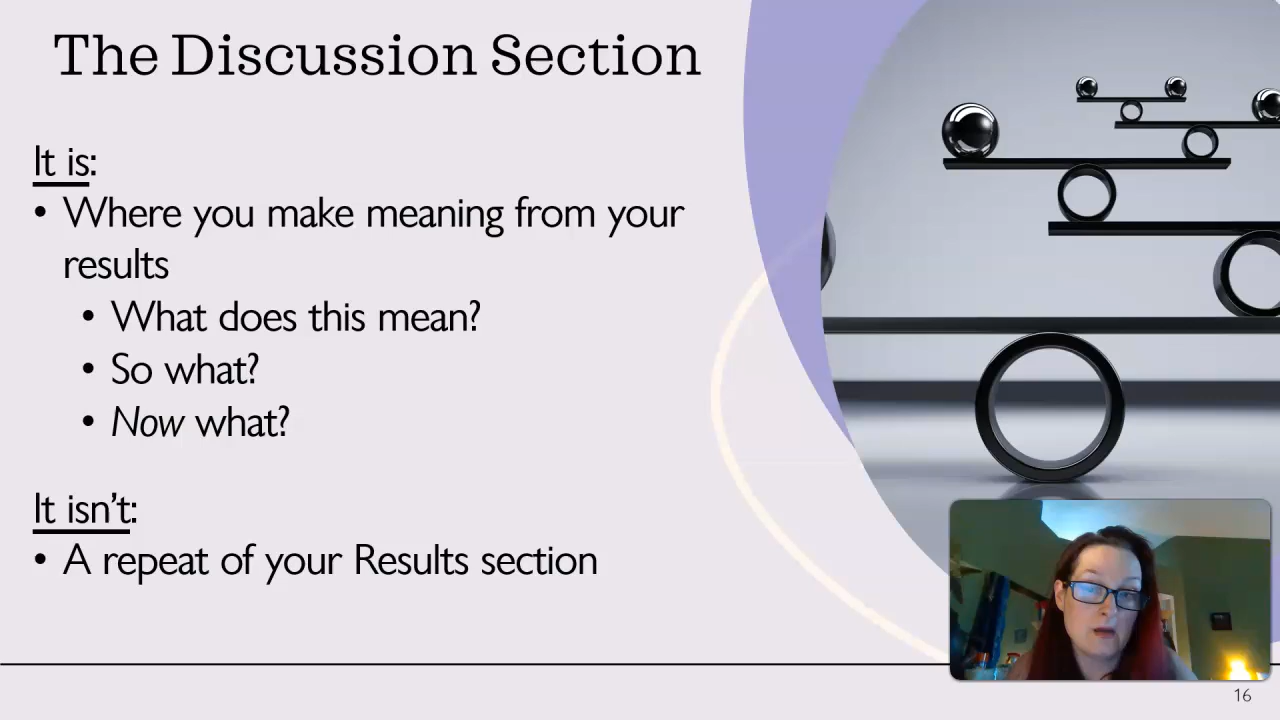 The Discussion Section
It is:
• Where you make meaning from your
results
• What does this mean?
• So what?
• Now what?
It isn't:
• A repeat of your Results section
16